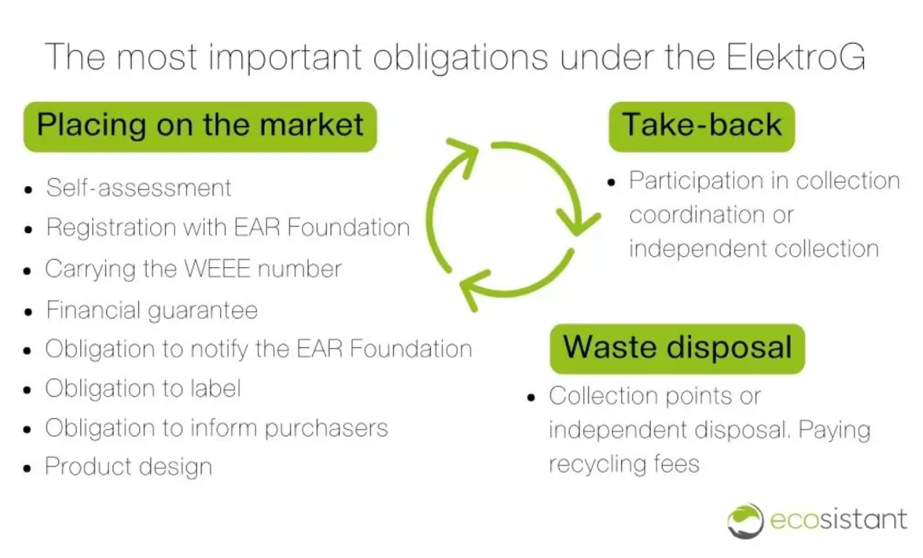 The most important obligations under the ElektroG
Placing on the market
Self-assessment
Registration with EAR Foundation
Carrying the WEEE number
Financial guarantee
Obligation to notify the EAR Foundation
Obligation to label
Obligation to inform purchasers
Product design
Take-back
Participation in collection
coordination or
independent collection
Waste disposal
Collection points or
independent disposal. Paying
recycling fees
ecosistant